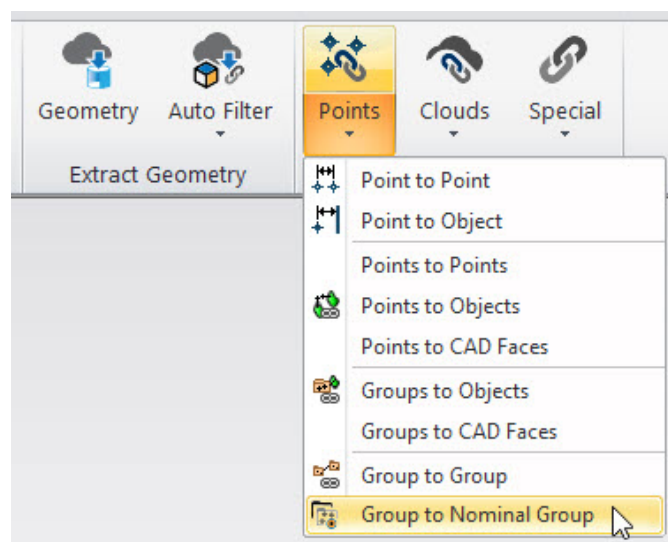 Geometry Auto Filter Points Clouds Special
Extract Geometry
Point to Point
Point to Object
Points to Points
Points to Objects
Points to CAD Faces
Groups to Objects
Groups to CAD Faces
Group to Group
Group to Nominal Group